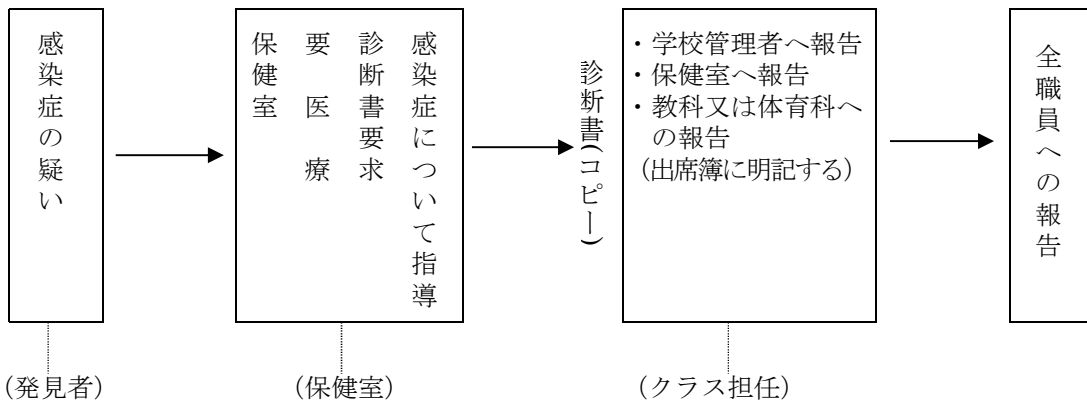 感染症の疑い
保健室
要医療
診断書要求
感染症について指導
診断書(コピー)
・学校管理者へ報告
・保健室へ報告
・教科又は体育科へ
の報告
(出席簿に明記する)
全職員への報告
(発見者)
(保健室)
(クラス担任)